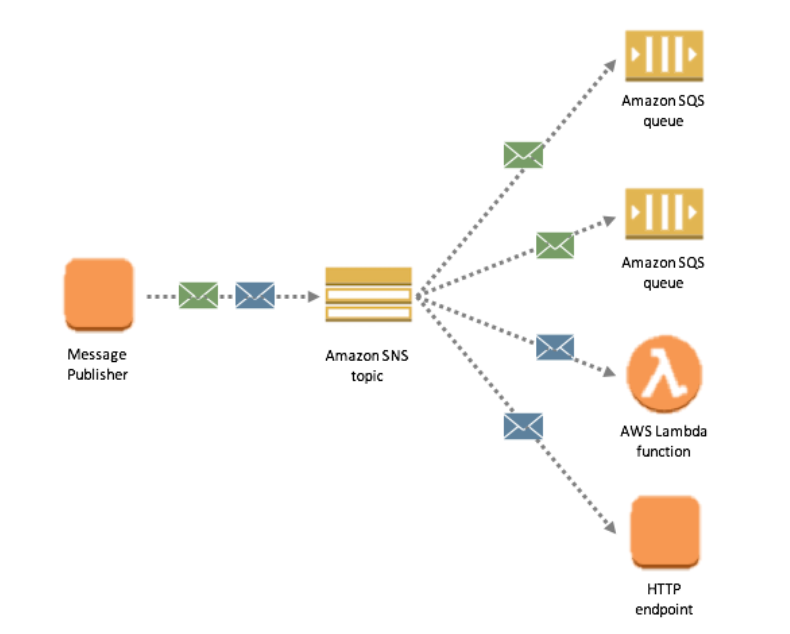 Amazon SQS
queue
Amazon SQS
queue
Message
Publisher
Amazon SNS
topic
AWS Lambda
function
HTTP
endpoint